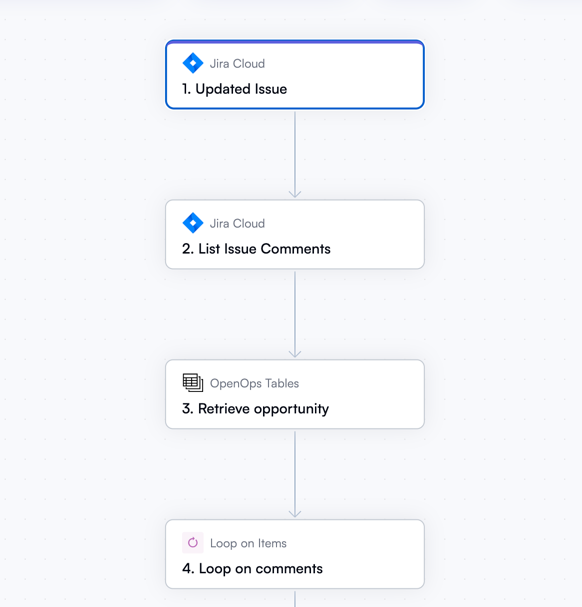 Jira Cloud
1. Updated Issue
Jira Cloud
2. List Issue Comments
OpenOps Tables
3. Retrieve opportunity
Loop on Items
4. Loop on comments